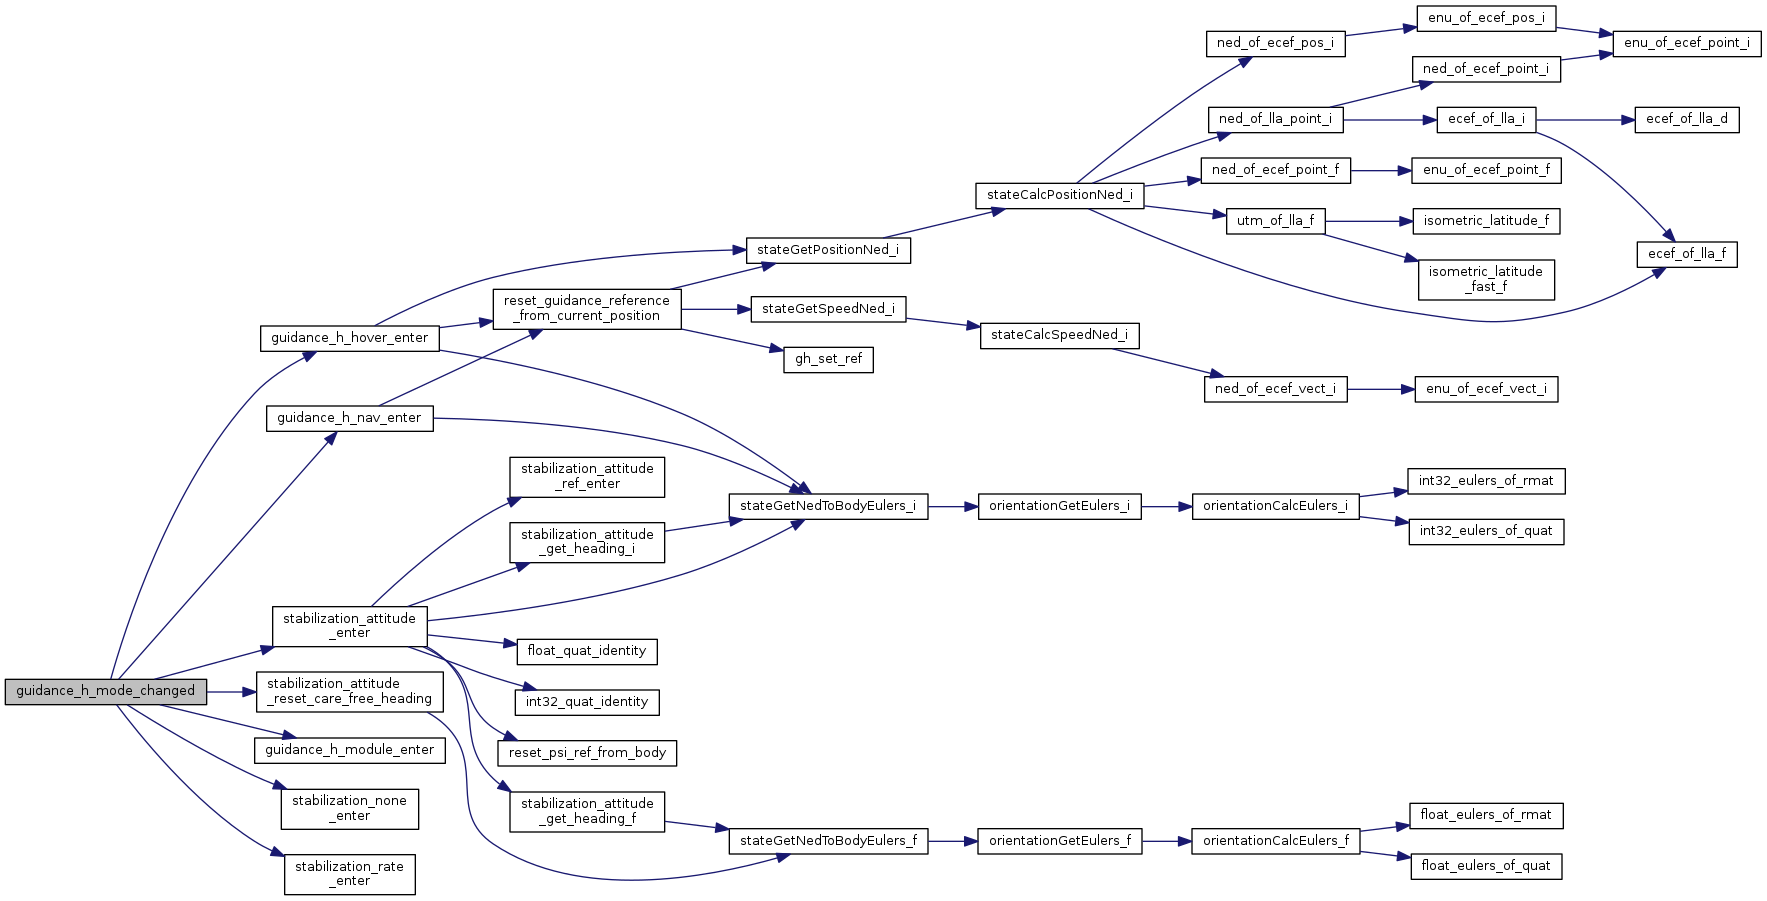 guidance_h_mode_changed
guidance_h_hover_enter
guidance_h_nav_enter
stabilization_attitude
_enter
stabilization_attitude
_reset_care_free_heading
guidance_h_module_enter
stabilization_none
_enter
stabilization_rate
_enter
reset_guidance_reference
_from_current_position
stabilization_attitude
_ref_enter
stabilization_attitude
_get_heading_i
float_quat_identity
int32_quat_identity
reset_psi_ref_from_body
stabilization_attitude
_get_heading_f
stateGetPositionNed_i
stateGetSpeedNed_i
gh_set_ref
stateGetNedToBodyEulers_i
stateGetNedToBodyEulers_f
stateCalcPositionNed_i
stateCalcSpeedNed_i
orientationGetEulers_i
orientationGetEulers_f
ned_of_ecef_pos_i
ned_of_lla_point_i
ned_of_ecef_point_f
utm_of_lla_f
ned_of_ecef_vect_i
orientationCalcEulers_i
orientationCalcEulers_f
enu_of_ecef_pos_i
ned_of_ecef_point_i
ecef_of_lla_i
enu_of_ecef_point_f
isometric_latitude_f
isometric_latitude
_fast_f
enu_of_ecef_vect_i
int32_eulers_of_rmat
int32_eulers_of_quat
float_eulers_of_rmat
float_eulers_of_quat
enu_of_ecef_point_i
ecef_of_lla_d
ecef_of_lla_f